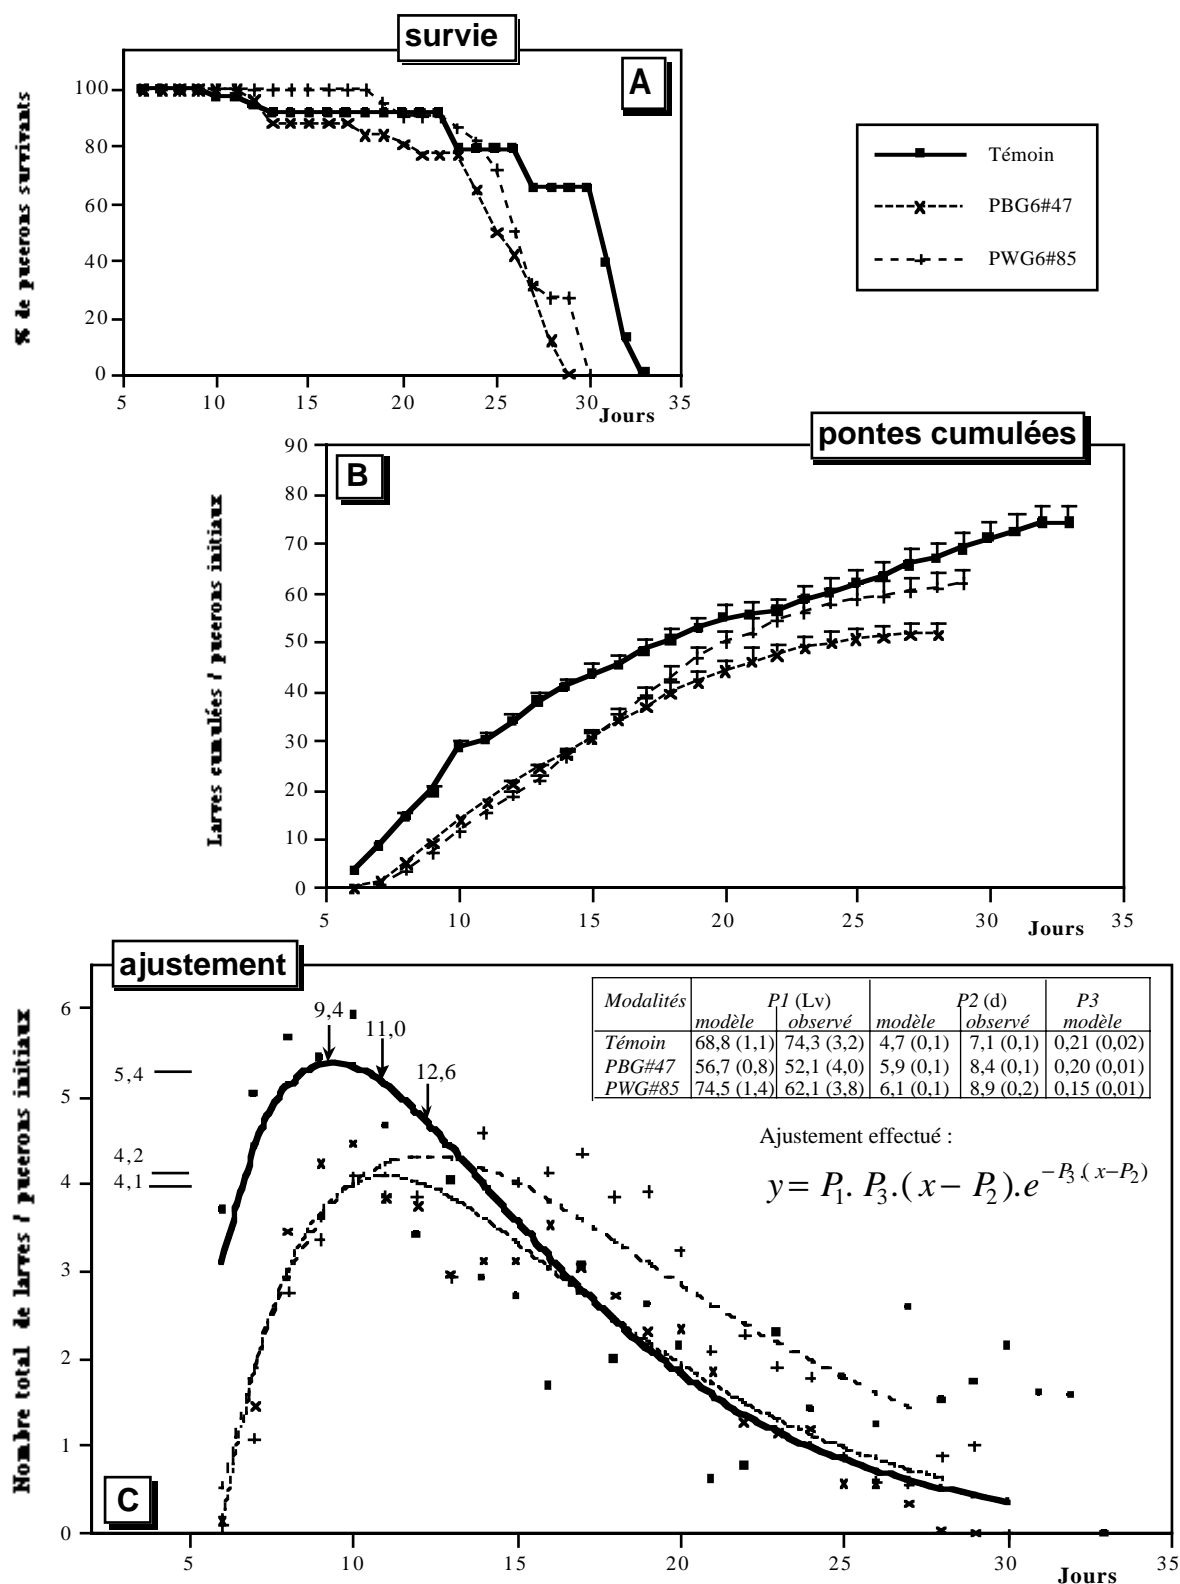 survie
A
% de pucerons survivants
100
80
60
40
20
0
5
10
15
20
25
30
35
Jours
Témoin
PBG6#47
PWG6#85
pontes cumulées
B
Larves cumulées / pucerons initiaux
90
80
70
60
50
40
30
20
10
0
5
10
15
20
25
30
35
Jours
ajustement
C
Nombre total de larves / pucerons initiaux
6
5
4
3
2
1
0
5,4
4,2
4,1
9,4
11,0
12,6
Modalités P1 (Lv) P2 (d) P3
modèle observé modèle observé modèle
Témoin 68,8 (1,1) 74,3 (3,2) 4,7 (0,1) 7,1 (0,1) 0,21 (0,02)
PBG#47 56,7 (0,8) 52,1 (4,0) 5,9 (0,1) 8,4 (0,1) 0,20 (0,01)
PWG#85 74,5 (1,4) 62,1 (3,8) 6,1 (0,1) 8,9 (0,2) 0,15 (0,01)
Ajustement effectué :
y = P1. P3.( x − P2).e^−P3.( x−P2)
5
10
15
20
25
30
35
Jours